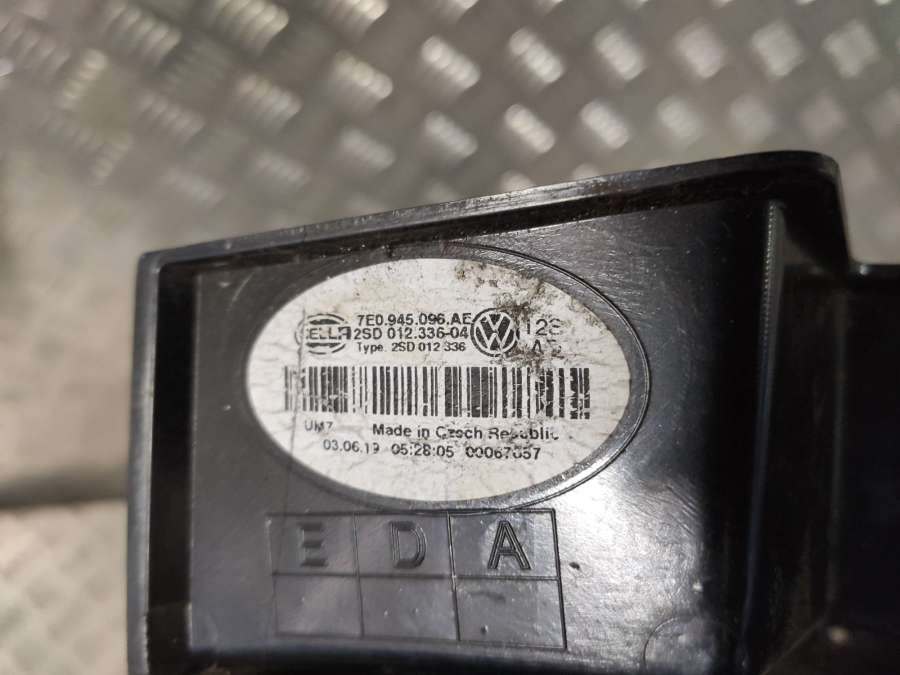 7E0.945.096.AE
2SD 012.336-04
Type. 2SD 012 336
Made in Czech Republic
03.06.19 05:28:05
E D A